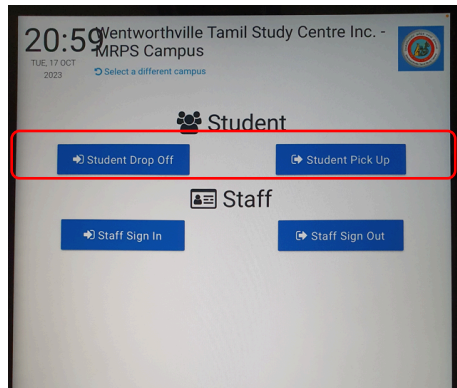 20:59
TUE, 17 OCT
2023
Wentworthville Tamil Study Centre Inc. -
MRPS Campus
Select a different campus
Student
Student Drop Off
Student Pick Up
Staff
Staff Sign In
Staff Sign Out